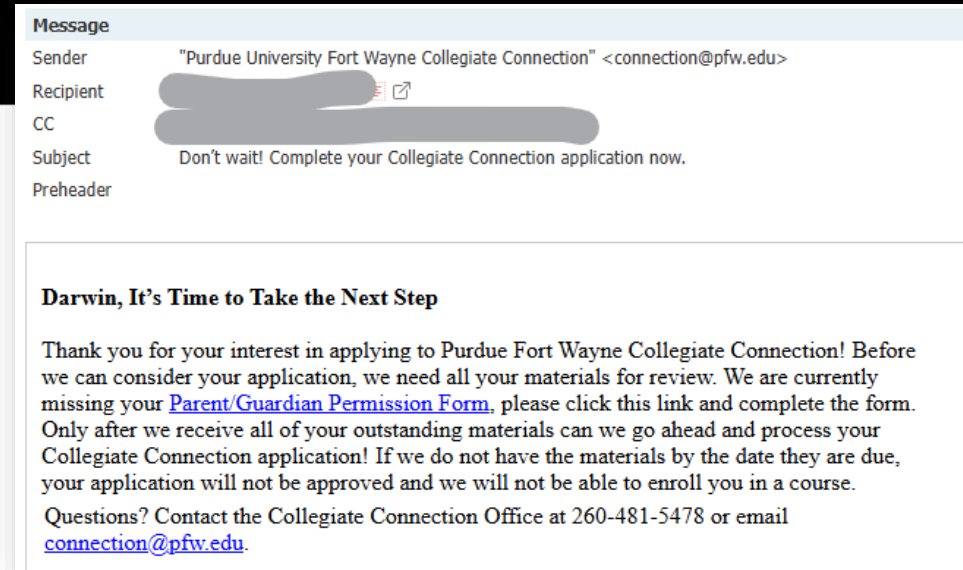 Message
Sender "Purdue University Fort Wayne Collegiate Connection" <connection@pfw.edu>
Recipient
CC
Subject Don't wait! Complete your Collegiate Connection application now.
Preheader
Darwin, It's Time to Take the Next Step
Thank you for your interest in applying to Purdue Fort Wayne Collegiate Connection! Before
we can consider your application, we need all your materials for review. We are currently
missing your Parent/Guardian Permission Form, please click this link and complete the form.
Only after we receive all of your outstanding materials can we go ahead and process your
Collegiate Connection application! If we do not have the materials by the date they are due,
your application will not be approved and we will not be able to enroll you in a course.
Questions? Contact the Collegiate Connection Office at 260-481-5478 or email
connection@pfw.edu.